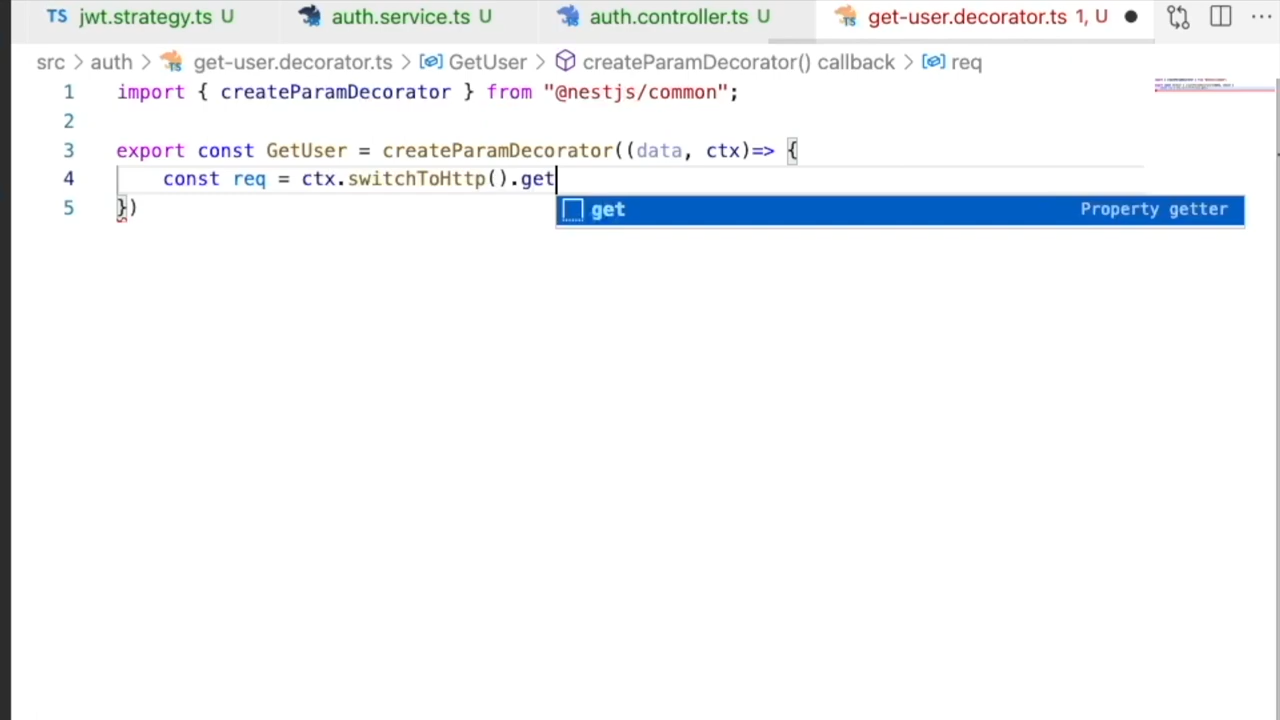 TS jwt.strategy.ts U auth.service.ts U auth.controller.ts U get-user.decorator.ts 1, U
src > auth > get-user.decorator.ts > GetUser > createParamDecorator() callback > req
1 import { createParamDecorator } from "@nestjs/common";
2
3 export const GetUser = createParamDecorator((data, ctx)=> {
4 const req = ctx.switchToHttp().get
get Property getter
5 })